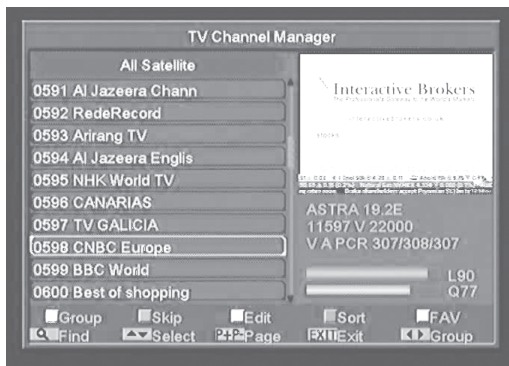 TV Channel Manager
All Satellite
0591 Al Jazeera Chann
0592 RedeRecord
0593 Arirang TV
0594 Al Jazeera Englis
0595 NHK World TV
0596 CANARIAS
0597 TV GALICIA
0598 CNBC Europe
0599 BBC World
0600 Best of shopping
Interactive Brokers
ASTRA 19,2E
11597 V 22000
V A PCR 307/308/307
L90
Q77
Group Skip Edit Sort FAV
Find Select P+P- Page EXIT Exit Group